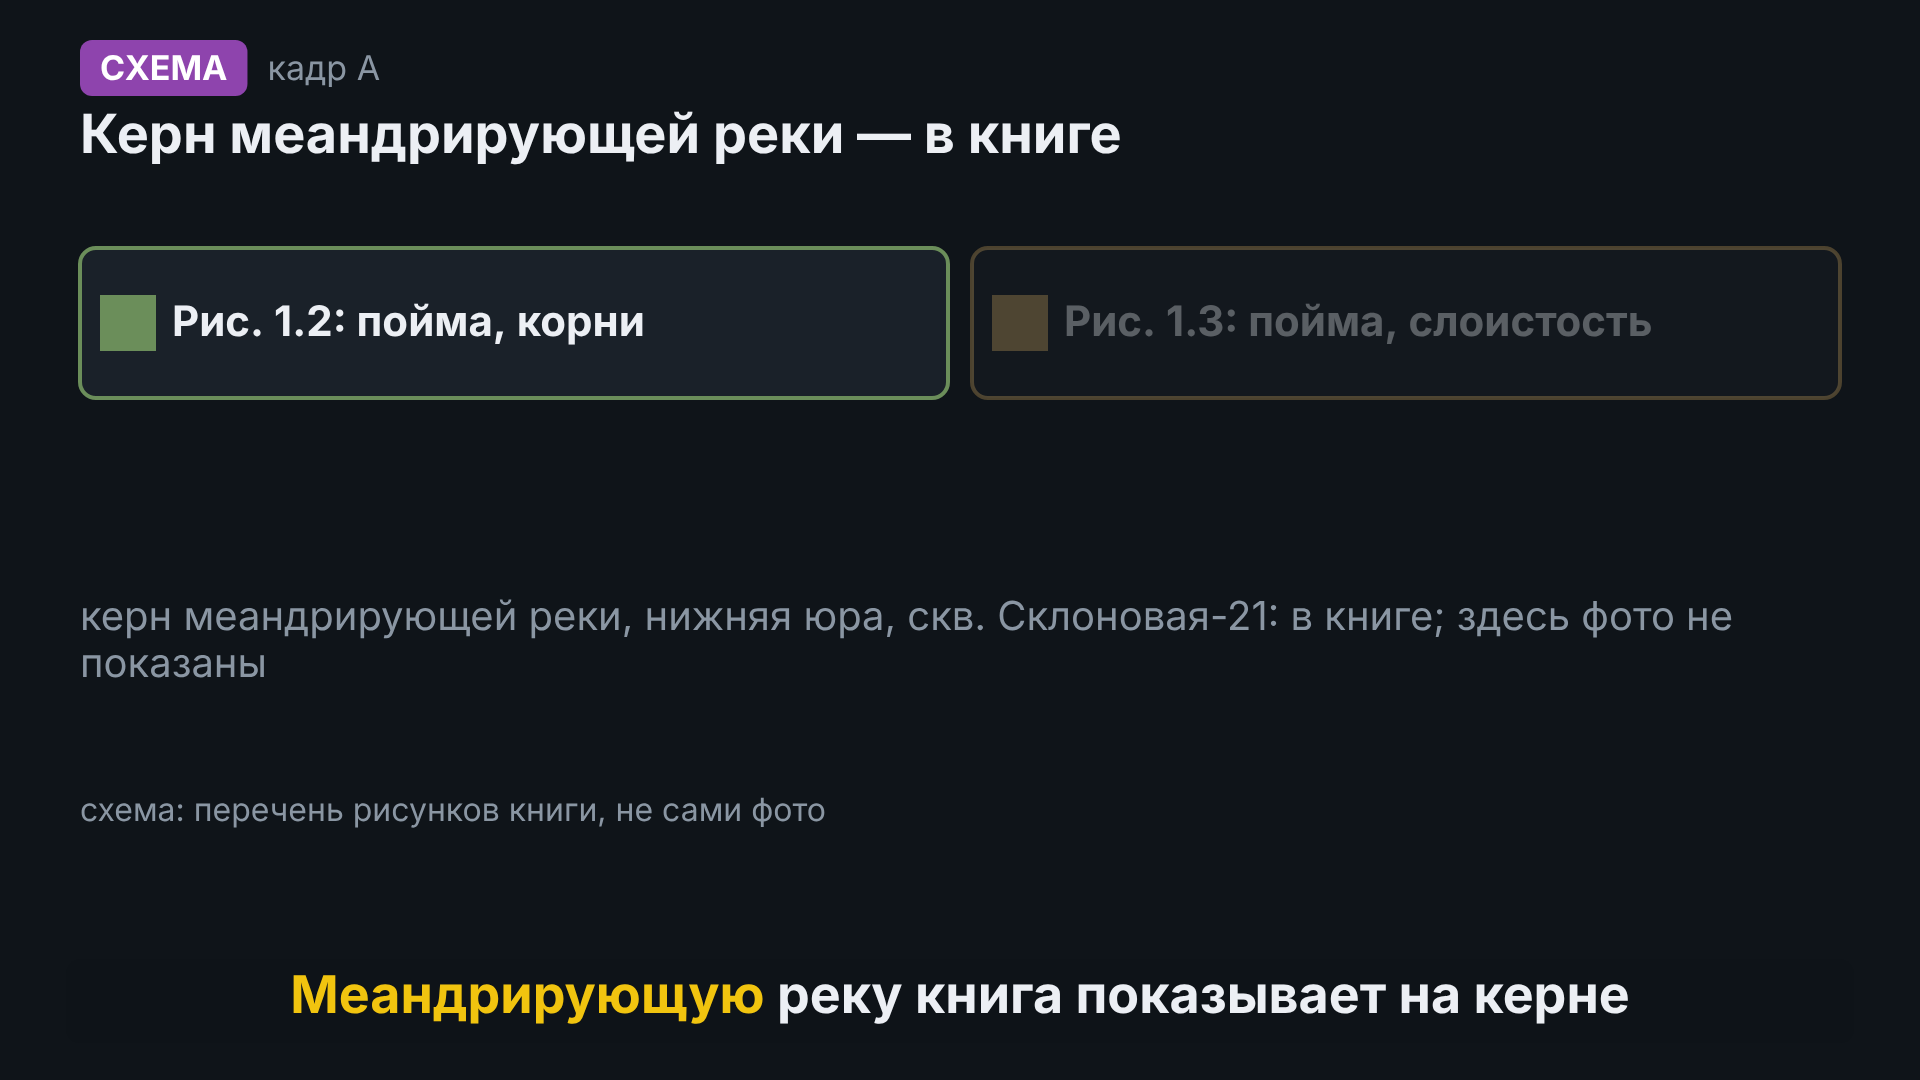 СХЕМА кадр А
Керн меандрирующей реки — в книге
Рис. 1.2: пойма, корни
Рис. 1.3: пойма, слоистость
керн меандрирующей реки, нижняя юра, скв. Склоновая-21: в книге; здесь фото не
показаны
схема: перечень рисунков книги, не сами фото
Меандрирующую реку книга показывает на керне